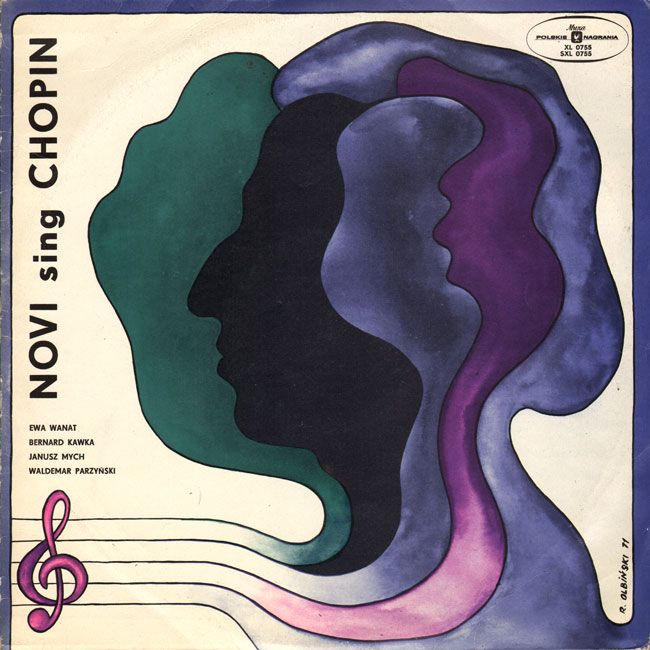 NOVI sing CHOPIN
EWA WANAT
BERNARD KAWKA
JANUSZ MYCH
WALDEMAR PARZYŃSKI
Muza
POLSKIE NAGRANIA
XL 0755
SXL 0755
R. OLBIŃSKI 71